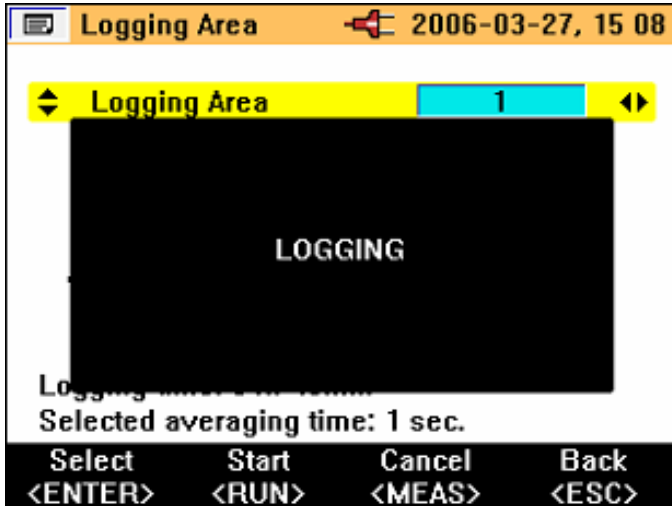 Logging Area 2006-03-27, 15 08
Logging Area 1
LOGGING
Selected averaging time: 1 sec.
Select Start Cancel Back
<ENTER> <RUN> <MEAS> <ESC>